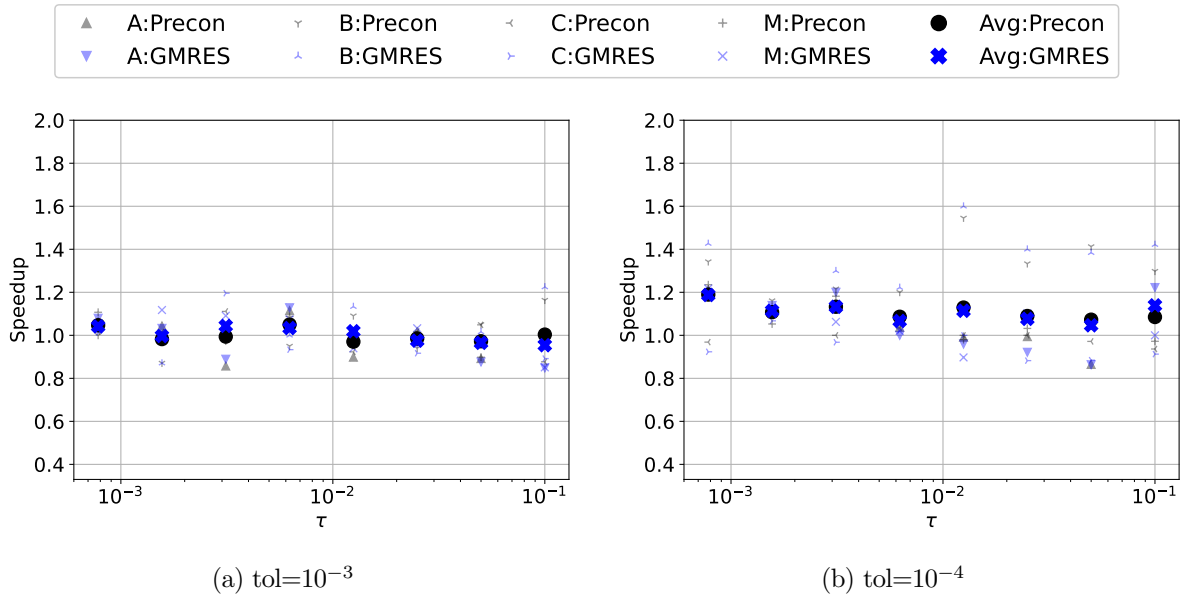 A:Precon B:Precon C:Precon M:Precon Avg:Precon
A:GMRES B:GMRES C:GMRES M:GMRES Avg:GMRES
2.0
1.8
1.6
1.4
1.2
1.0
0.8
0.6
0.4
Speedup
10⁻³ 10⁻² 10⁻¹
τ
(a) tol=10⁻³
2.0
1.8
1.6
1.4
1.2
1.0
0.8
0.6
0.4
Speedup
10⁻³ 10⁻² 10⁻¹
τ
(b) tol=10⁻⁴